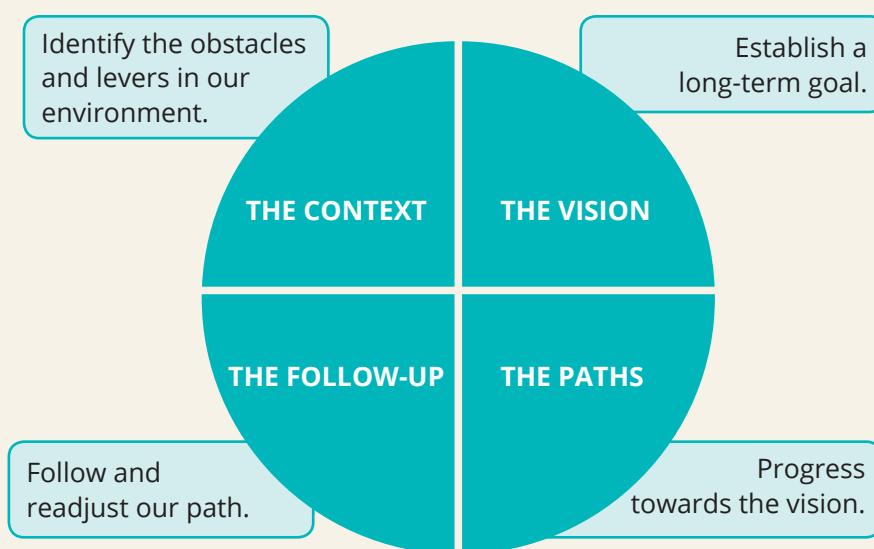 Identify the obstacles
and levers in our
environment.
Establish a
long-term goal.
THE CONTEXT
THE VISION
THE FOLLOW-UP
THE PATHS
Follow and
readjust our path.
Progress
towards the vision.